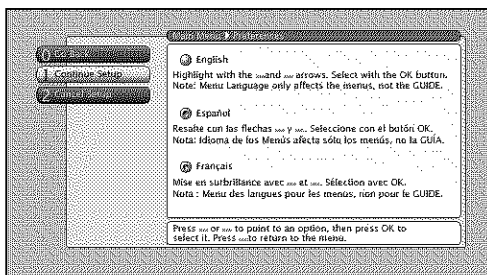 Main Menu Preferences
0
1 Continue Setup
2
English
Highlight with the and arrows. Select with the OK button.
Note: Menu Language only affects the menus, not the GUIDE.
Español
Resalte con las flechas y . Seleccione con el botón OK.
Nota: Idioma de los Menús afecta sólo los menús, no la GUÍA.
Français
Mise en surbrillance avec et . Sélection avec OK.
Nota : Menu des langues pour les menus, non pour le GUIDE.
Press or to point to an option, then press OK to
select it. Press to return to the menu.